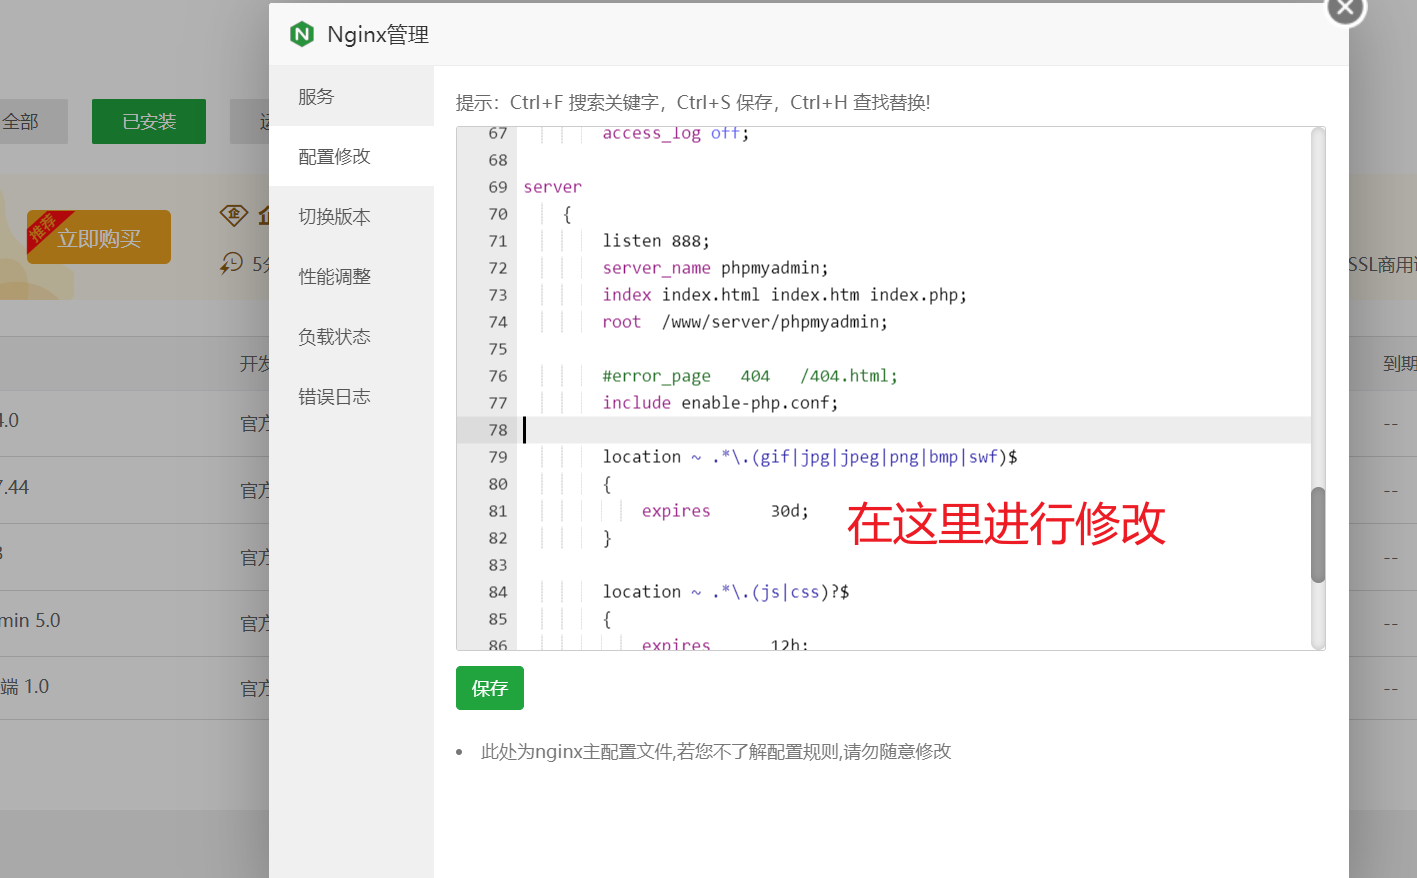 Nginx管理
全部
已安装
服务
提示：Ctrl+F 搜索关键字，Ctrl+S 保存，Ctrl+H 查找替换!
配置修改
切换版本
性能调整
负载状态
错误日志
推荐
立即购买
企
5分
SSL商用
开发
到期
4.0
官方
--
7.44
官方
--
官方
--
min 5.0
官方
--
端 1.0
官方
--
67 access_log off;
68
69 server
70 {
71 listen 888;
72 server_name phpmyadmin;
73 index index.html index.htm index.php;
74 root  /www/server/phpmyadmin;
75
76 #error_page   404   /404.html;
77 include enable-php.conf;
78
79 location ~ .*\.(gif|jpg|jpeg|png|bmp|swf)$
80 {
81 expires      30d;
82 }
83
84 location ~ .*\.(js|css)?$
85 {
86 expires      12h;
在这里进行修改
保存
• 此处为nginx主配置文件,若您不了解配置规则,请勿随意修改